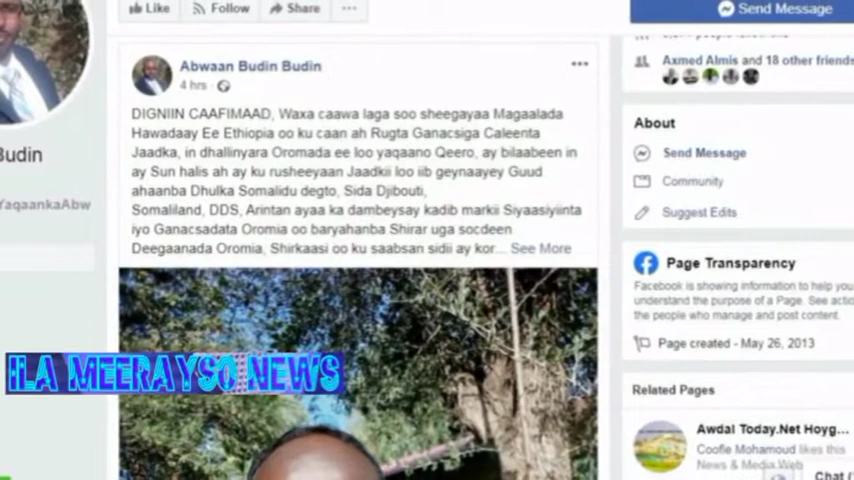 Like
Follow
Share
...
Send Message
Abwaan Budin Budin
4 hrs
DIGNIIN CAAFIMAAD, Waxa caawa laga soo sheegayaa Magaalada
Hawadaay Ee Ethiopia oo ku caan ah Rugta Ganacsiga Caleenta
Jaadka, in dhallinyara Oromada ee loo yaqaano Qeero, ay bilaabeen in
ay Sun halis ah ay ku rusheeyaan Jaadkii loo iib geynaayey Guud
ahaanba Dhulka Somalidu degto, Sida Djibouti,
Somaliland, DDS, Arintan ayaa ka dambeysay kadib markii Siyaasiyiinta
iyo Ganacsadata Oromia oo baryahanba Shirar uga socdeen
Deegaanada Oromia, Shirkaasi oo ku saabsan sidii ay kor... See More
Budin
YaqaankaAbw
ILA MEERAYSO NEWS
Axmed Almis and 18 other friends
About
Send Message
Community
Suggest Edits
Page Transparency
Facebook is showing information to help you
understand the purpose of a Page. See actio
the people who manage and post content.
Page created - May 26, 2013
Related Pages
Awdal Today.Net Hoyg...
Coofle Mohamoud likes this
News & Media Web
Chat (